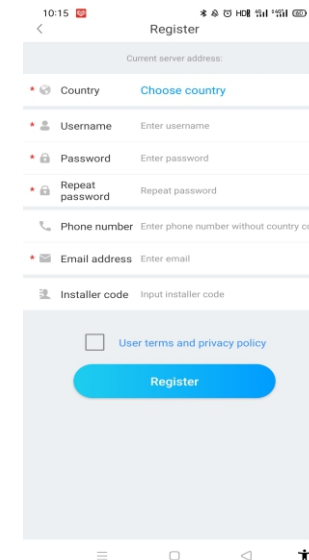 10:15
Register
Current server address:
* Country Choose country
* Username Enter username
* Password Enter password
* Repeat password Repeat password
Phone number Enter phone number without country
* Email address Enter email
Installer code Input installer code
User terms and privacy policy
Register